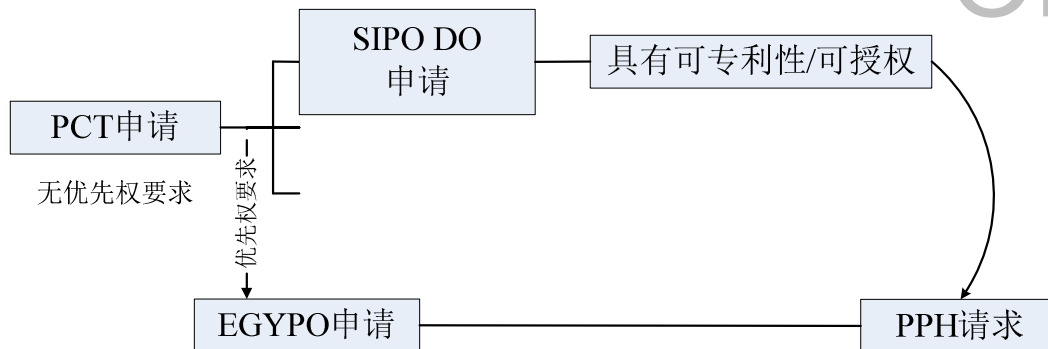 SIPO DO
申请
具有可专利性/可授权
PCT申请
无优先权要求
优先权要求
EGYPO申请
PPH请求